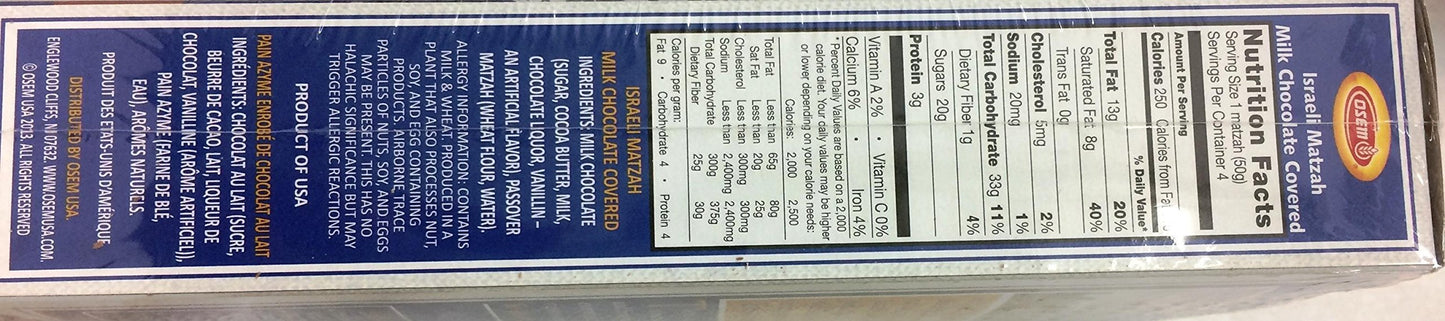 OSEM
Israeli Matzah
Milk Chocolate Covered
Nutrition Facts
Serving Size 1 matzah (50g)
Servings Per Container 4
Amount Per Serving
Calories 250 Calories from Fat
% Daily Value*
Total Fat 13g 20%
Saturated Fat 8g 40%
Trans Fat 0g
Cholesterol 5mg 2%
Sodium 20mg 1%
Total Carbohydrate 33g 11%
Dietary Fiber 1g 4%
Sugars 20g
Protein 3g
Vitamin A 2% • Vitamin C 0%
Calcium 6% • Iron 4%
*Percent Daily Values are based on a 2,000
calorie diet. Your daily values may be higher
or lower depending on your calorie needs:
Calories: 2,000 2,500
Total Fat Less than 65g 80g
Sat Fat Less than 20g 25g
Cholesterol Less than 300mg 300mg
Sodium Less than 2,400mg 2,400mg
Total Carbohydrate 300g 375g
Dietary Fiber 25g 30g
Calories per gram:
Fat 9 • Carbohydrate 4 • Protein 4
ISRAELI MATZAH
MILK CHOCOLATE COVERED
INGREDIENTS: MILK CHOCOLATE
(SUGAR, COCOA BUTTER, MILK,
CHOCOLATE LIQUOR, VANILLIN –
AN ARTIFICIAL FLAVOR), PASSOVER
MATZAH (WHEAT FLOUR, WATER).
ALLERGY INFORMATION: CONTAINS
MILK & WHEAT. PRODUCED IN A
PLANT THAT ALSO PROCESSES NUT,
SOY, AND EGG CONTAINING
PRODUCTS. AIRBORNE TRACE
PARTICLES OF NUTS, SOY, AND EGGS
MAY BE PRESENT. THIS HAS NO
HALACHIC SIGNIFICANCE BUT MAY
TRIGGER ALLERGIC REACTIONS.
PRODUCT OF USA
PAIN AZYME ENROBÉ DE CHOCOLAT AU LAIT
INGRÉDIENTS: CHOCOLAT AU LAIT (SUCRE,
BEURRE DE CACAO, LAIT, LIQUEUR DE
CHOCOLAT, VANILLINE (ARÔME ARTIFICIEL)),
PAIN AZYME (FARINE DE BLÉ,
EAU), ARÔMES NATURELS.
PRODUIT DES ETATS-UNIS D'AMÉRIQUE
DISTRIBUTED BY OSEM USA.
ENGLEWOOD CLIFFS, NJ 07632. WWW.OSEMUSA.COM.
©OSEM USA 2013. ALL RIGHTS RESERVED